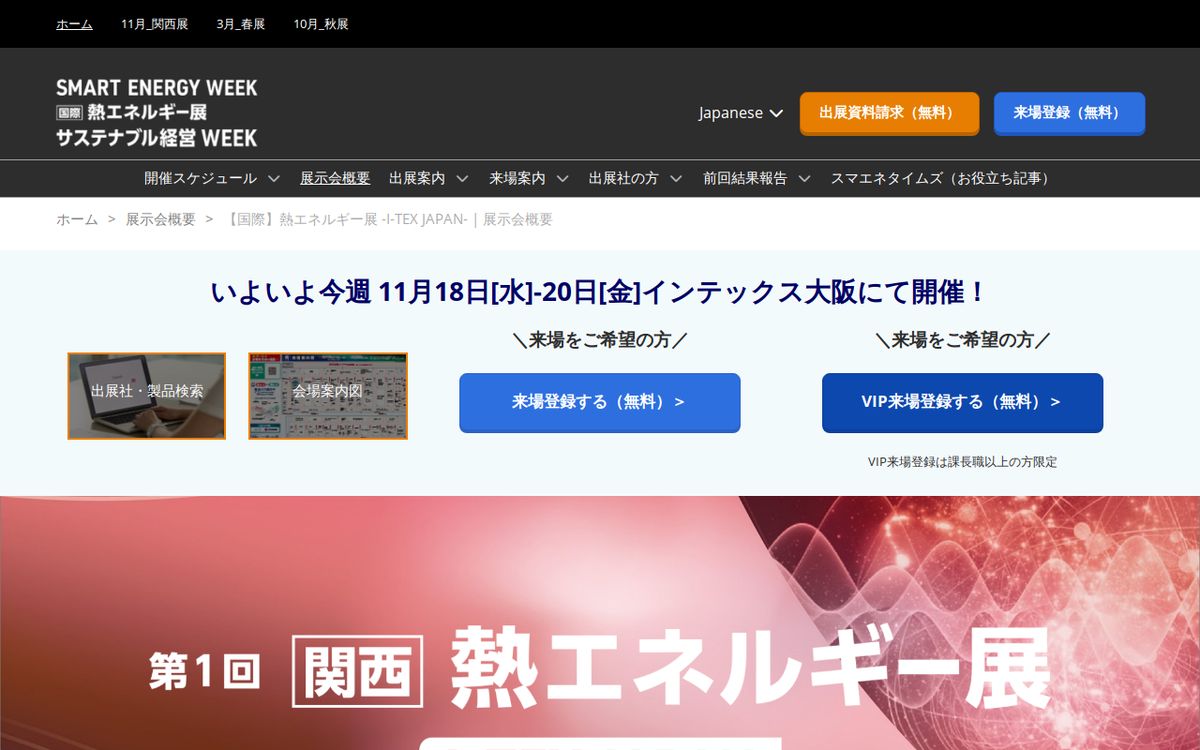 ホーム 11月_関西展 3月_春展 10月_秋展
SMART ENERGY WEEK
国際 熱エネルギー展
サステナブル経営 WEEK
Japanese 出展資料請求（無料） 来場登録（無料）
開催スケジュール 展示会概要 出展案内 来場案内 出展社の方 前回結果報告 スマエネタイムズ（お役立ち記事）
ホーム > 展示会概要 > 【国際】熱エネルギー展 -I-TEX JAPAN- | 展示会概要
いよいよ今週 11月18日[水]-20日[金]インテックス大阪にて開催！
＼来場をご希望の方／ ＼来場をご希望の方／
出展社・製品検索 会場案内図 来場登録する（無料）＞ VIP来場登録する（無料）＞
VIP来場登録は課長職以上の方限定
第1回 関西 熱エネルギー展